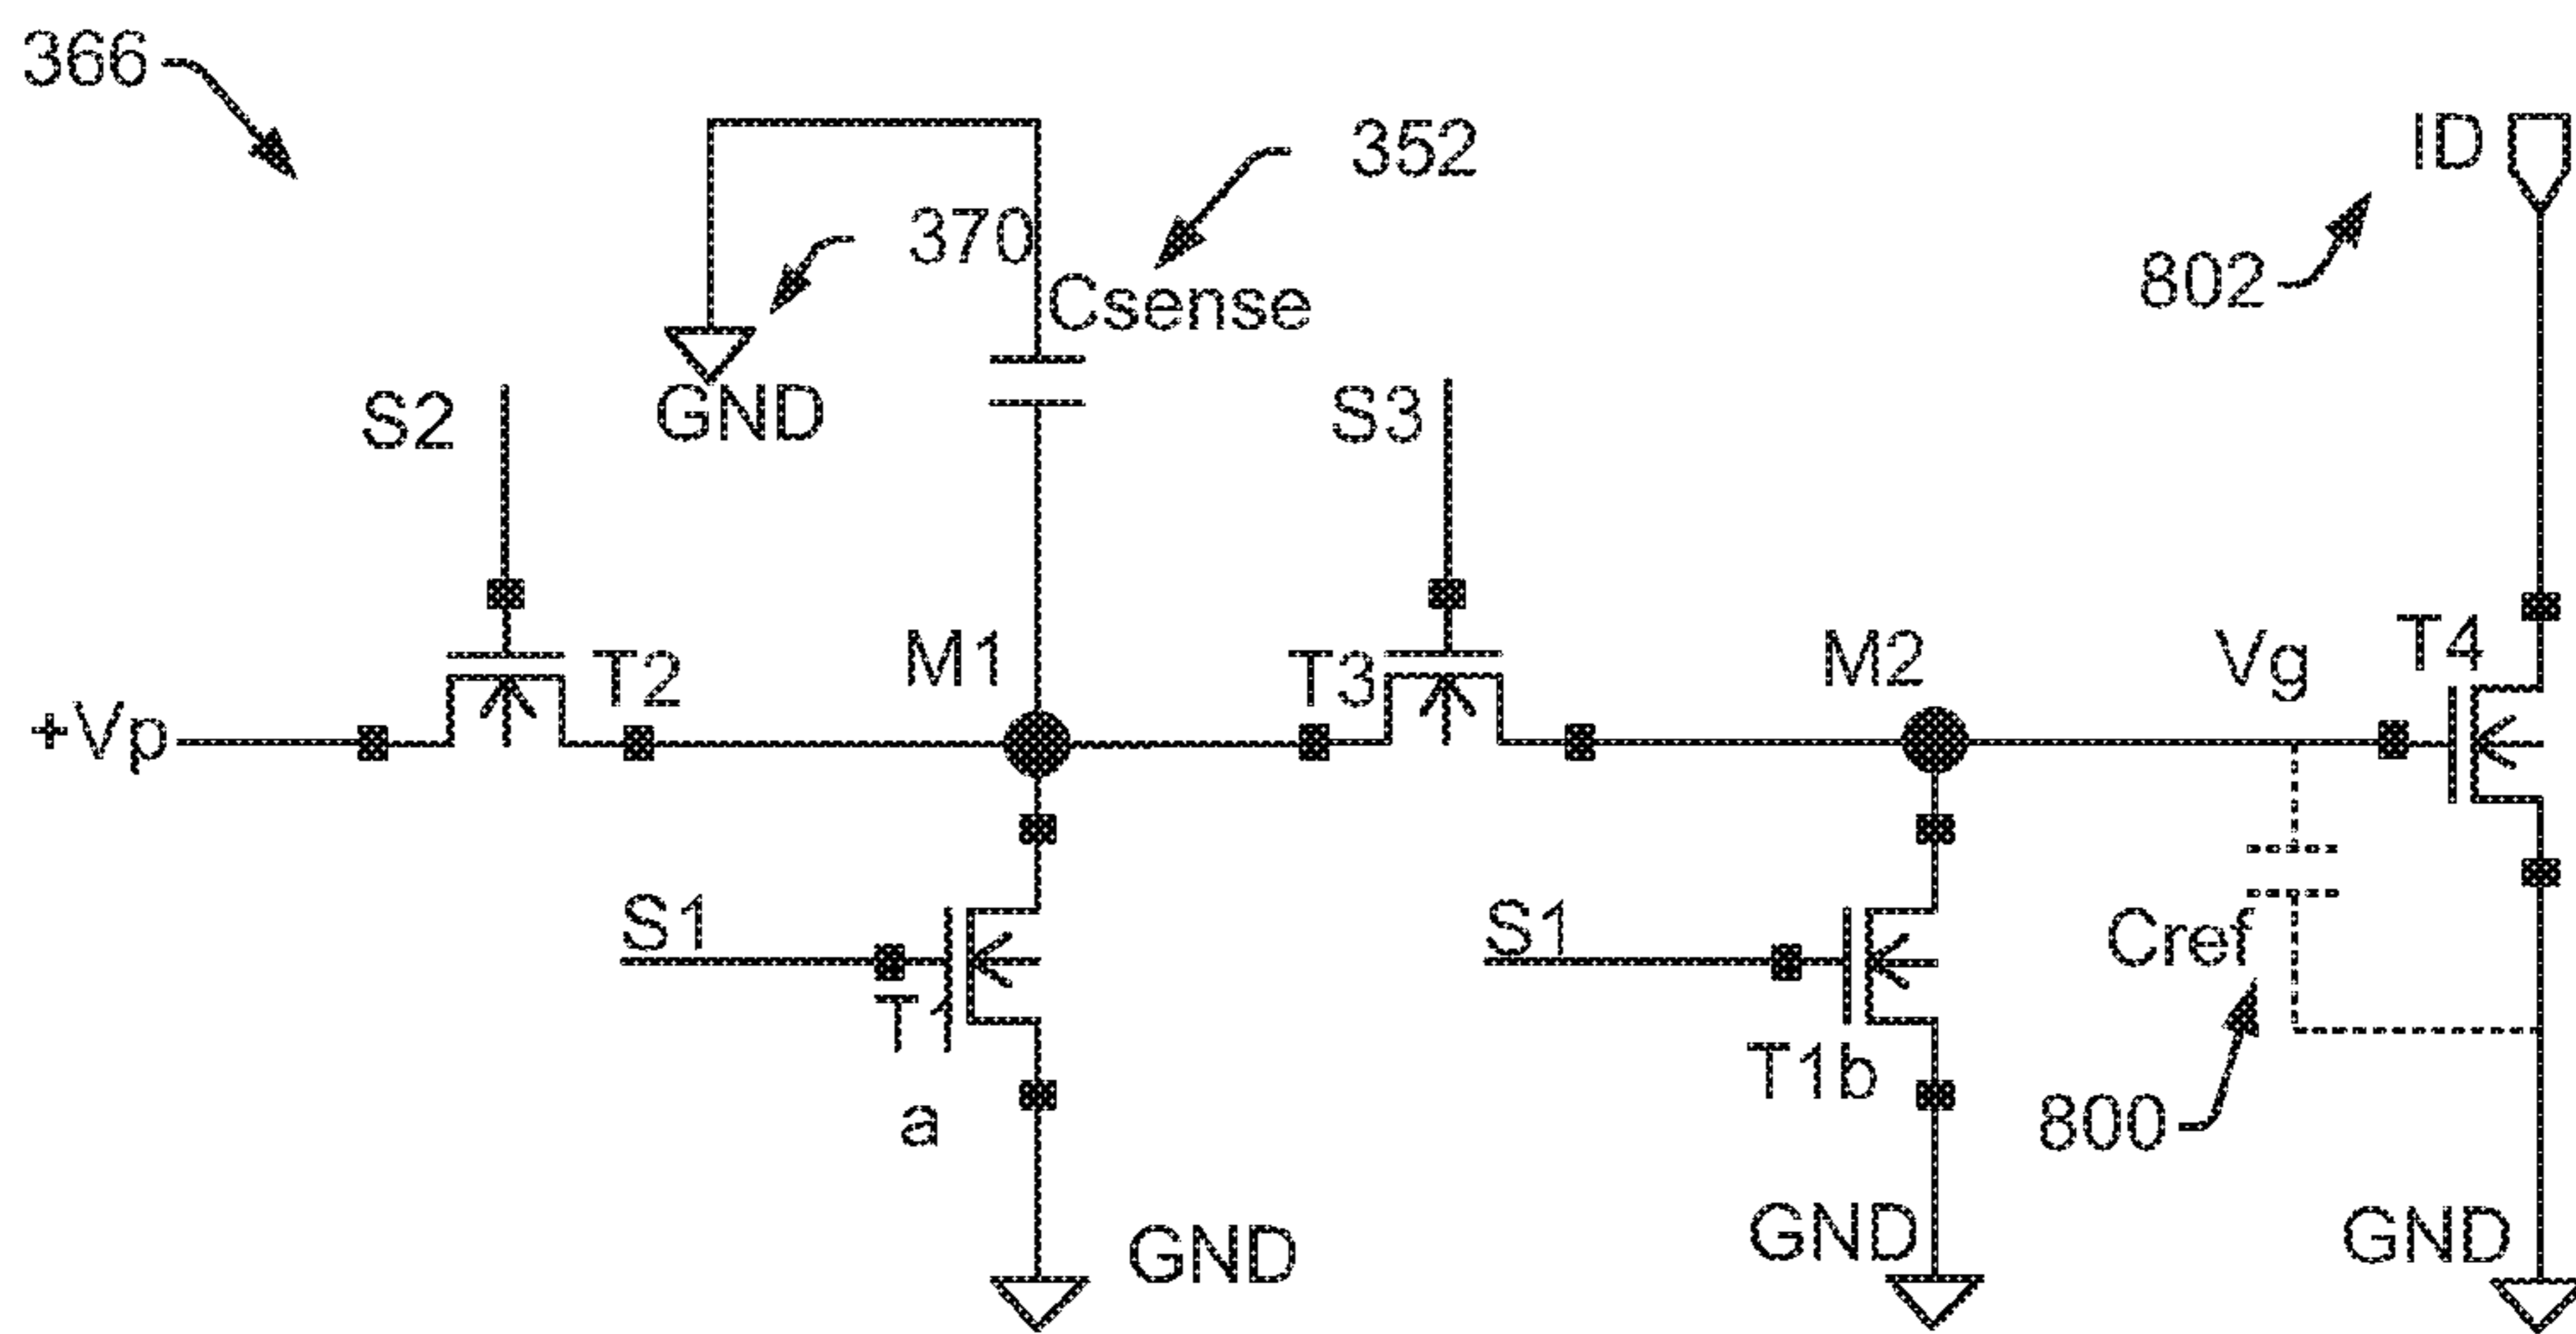 366
352
ID
370
802
Csense
S2
GND
S3
M1
M2
Vg
T4
T2
T3
+Vp
S1
S1
Cref
T1
a
T1b
800
GND
GND
GND